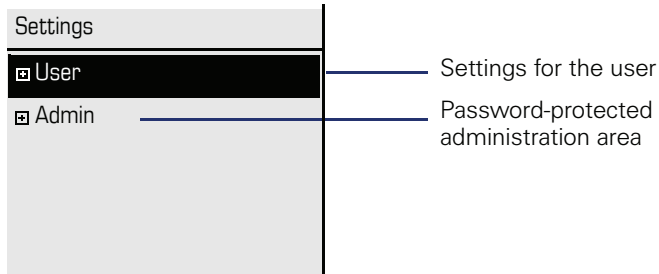 Settings
User
Admin
Settings for the user
Password-protected
administration area